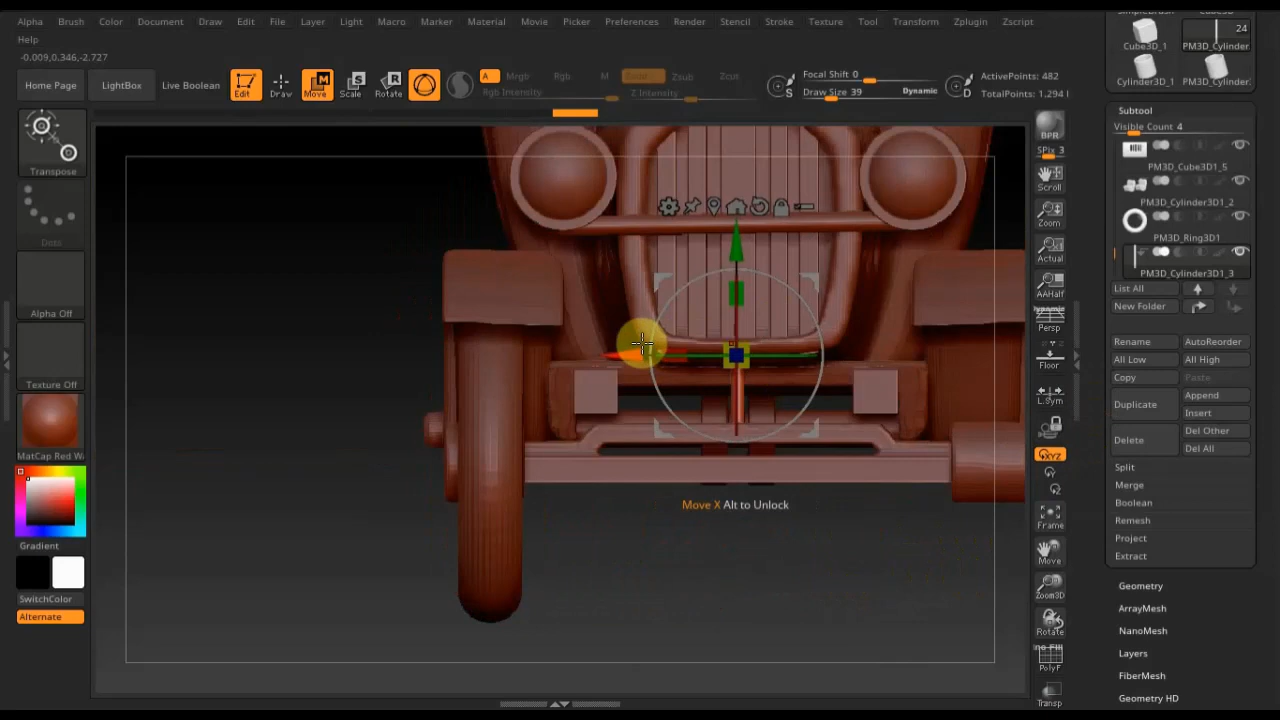 Alpha Brush Color Document Draw Edit File Layer Light Macro Marker Material Movie Picker Preferences Render Stencil Stroke Texture Tool Transform Zplugin Zscript
Help
-0.009,0.346,-2.727
Home Page LightBox Live Boolean Edit Draw Move Scale Rotate
A Mrgb Rgb M Zadd Zsub Zcut
Rgb Intensity Z Intensity
Focal Shift 0
Draw Size 39 Dynamic
S D
ActivePoints: 482
TotalPoints: 1,294
Transpose
Dots
Alpha Off
Texture Off
MatCap Red W
Gradient
SwitchColor
Alternate
Move X Alt to Unlock
BPR
SPix 3
Scroll
Zoom
Actual
AAHalf
Dynamic
Persp
Floor
L.Sym
XYZ
Frame
Move
Zoom3D
Rotate
PolyF
Transp
Cube3D_1 PM3D_Cylinder
24
Cylinder3D_1 PM3D_Cylinder
Subtool
Visible Count 4
PM3D_Cube3D1_5
PM3D_Cylinder3D1_2
PM3D_Ring3D1
PM3D_Cylinder3D1_3
List All
New Folder
Rename AutoReorder
All Low All High
Copy Paste
Duplicate Append
Insert
Delete Del Other
Del All
Split
Merge
Boolean
Remesh
Project
Extract
Geometry
ArrayMesh
NanoMesh
Layers
FiberMesh
Geometry HD